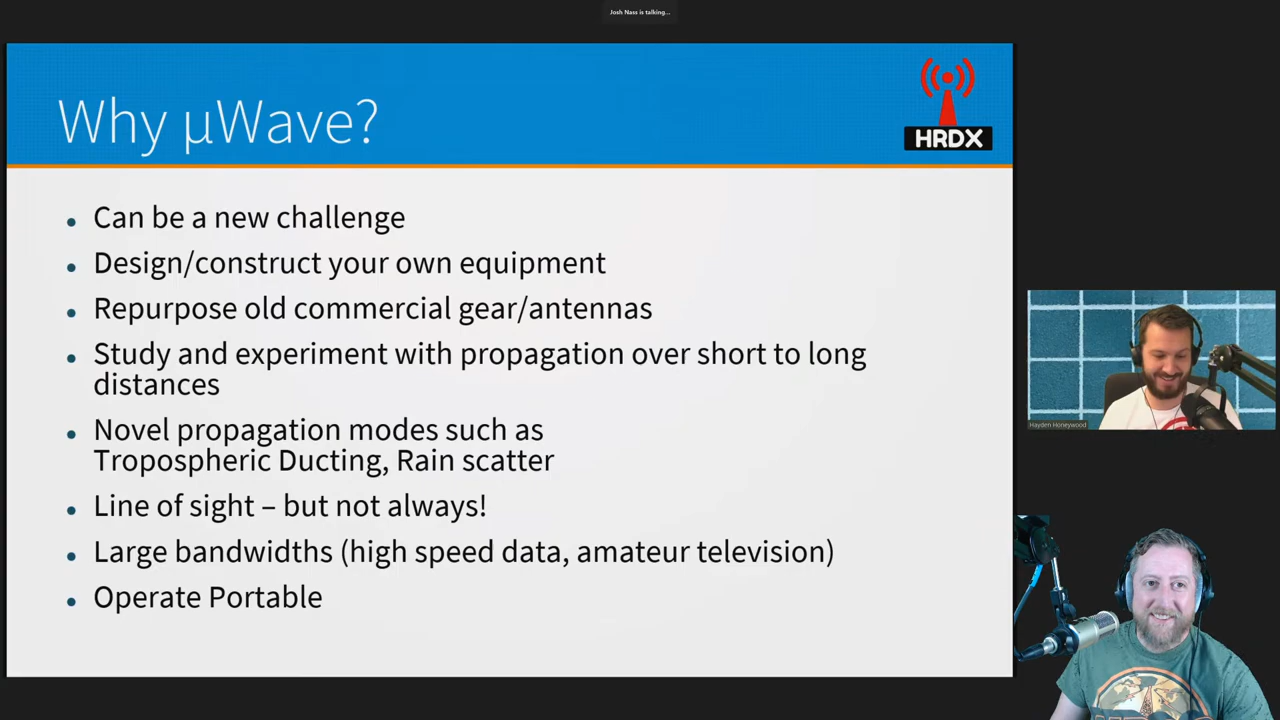 Josh Nass is talking...
Why µWave?
HRDX
• Can be a new challenge
• Design/construct your own equipment
• Repurpose old commercial gear/antennas
• Study and experiment with propagation over short to long
distances
• Novel propagation modes such as
Tropospheric Ducting, Rain scatter
• Line of sight – but not always!
• Large bandwidths (high speed data, amateur television)
• Operate Portable
Hayden Honeywood